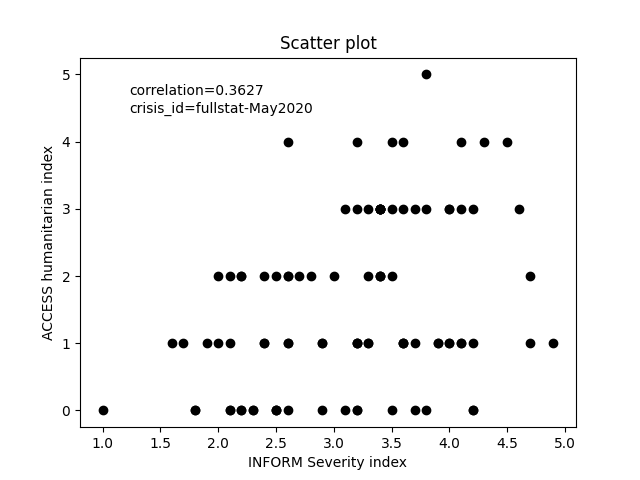 Scatter plot
correlation=0.3627
crisis_id=fullstat-May2020
ACCESS humanitarian index
5
4
3
2
1
0
1.0 1.5 2.0 2.5 3.0 3.5 4.0 4.5 5.0
INFORM Severity index